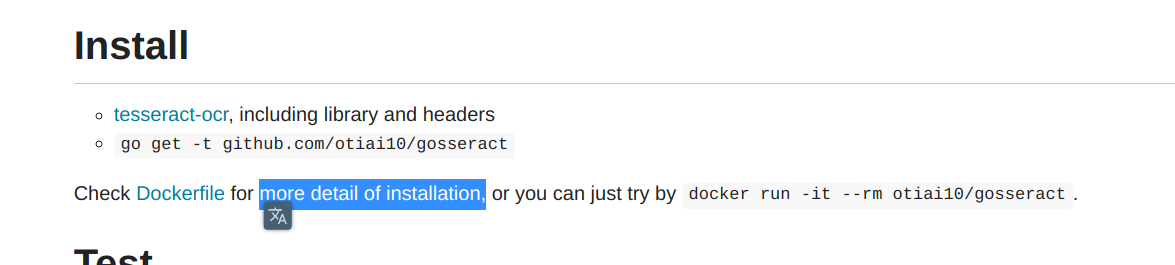 Install
tesseract-ocr, including library and headers
go get -t github.com/otiai10/gosseract
Check Dockerfile for more detail of installation, or you can just try by docker run -it --rm otiai10/gosseract.
Test